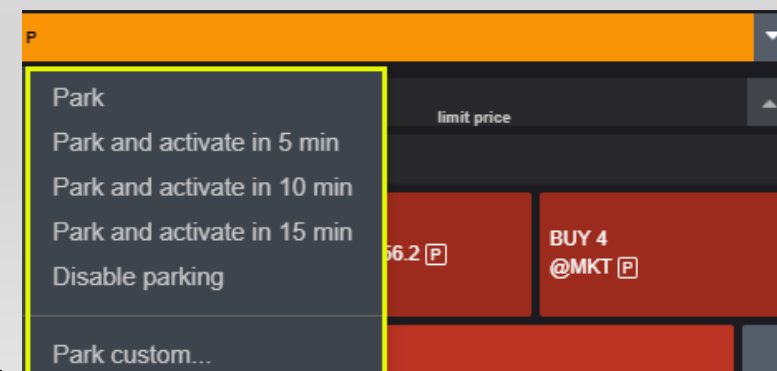 P
Park
limit price
Park and activate in 5 min
Park and activate in 10 min
Park and activate in 15 min
56.2 P
BUY 4
@MKT P
Disable parking
Park custom...